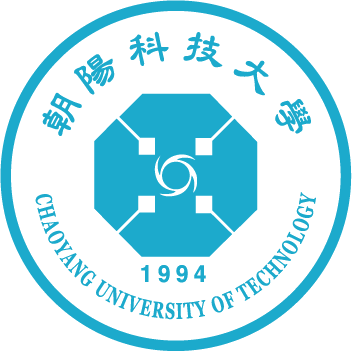 朝陽科技大學
1994
CHAOYANG UNIVERSITY OF TECHNOLOGY